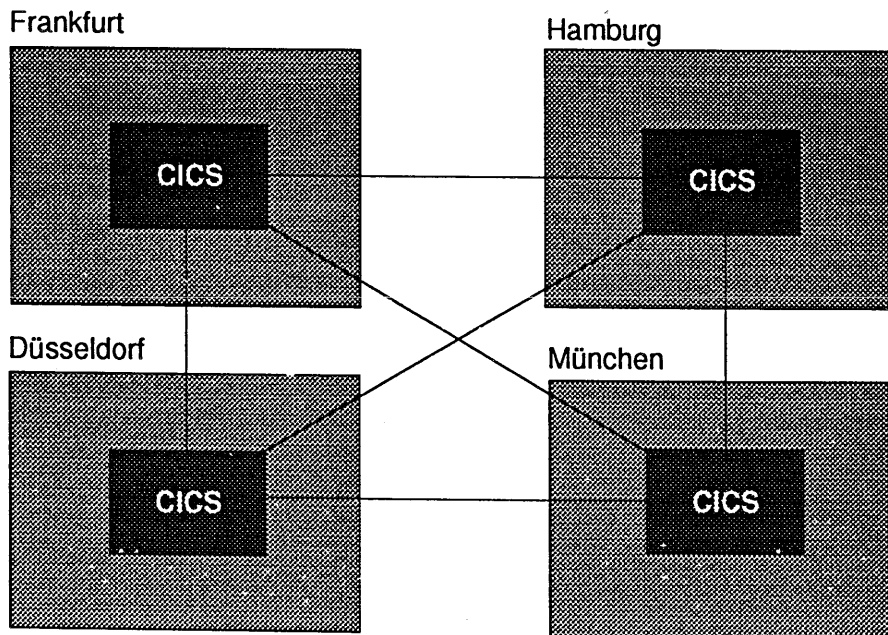 Frankfurt
Hamburg
CICS
CICS
Düsseldorf
München
CICS
CICS